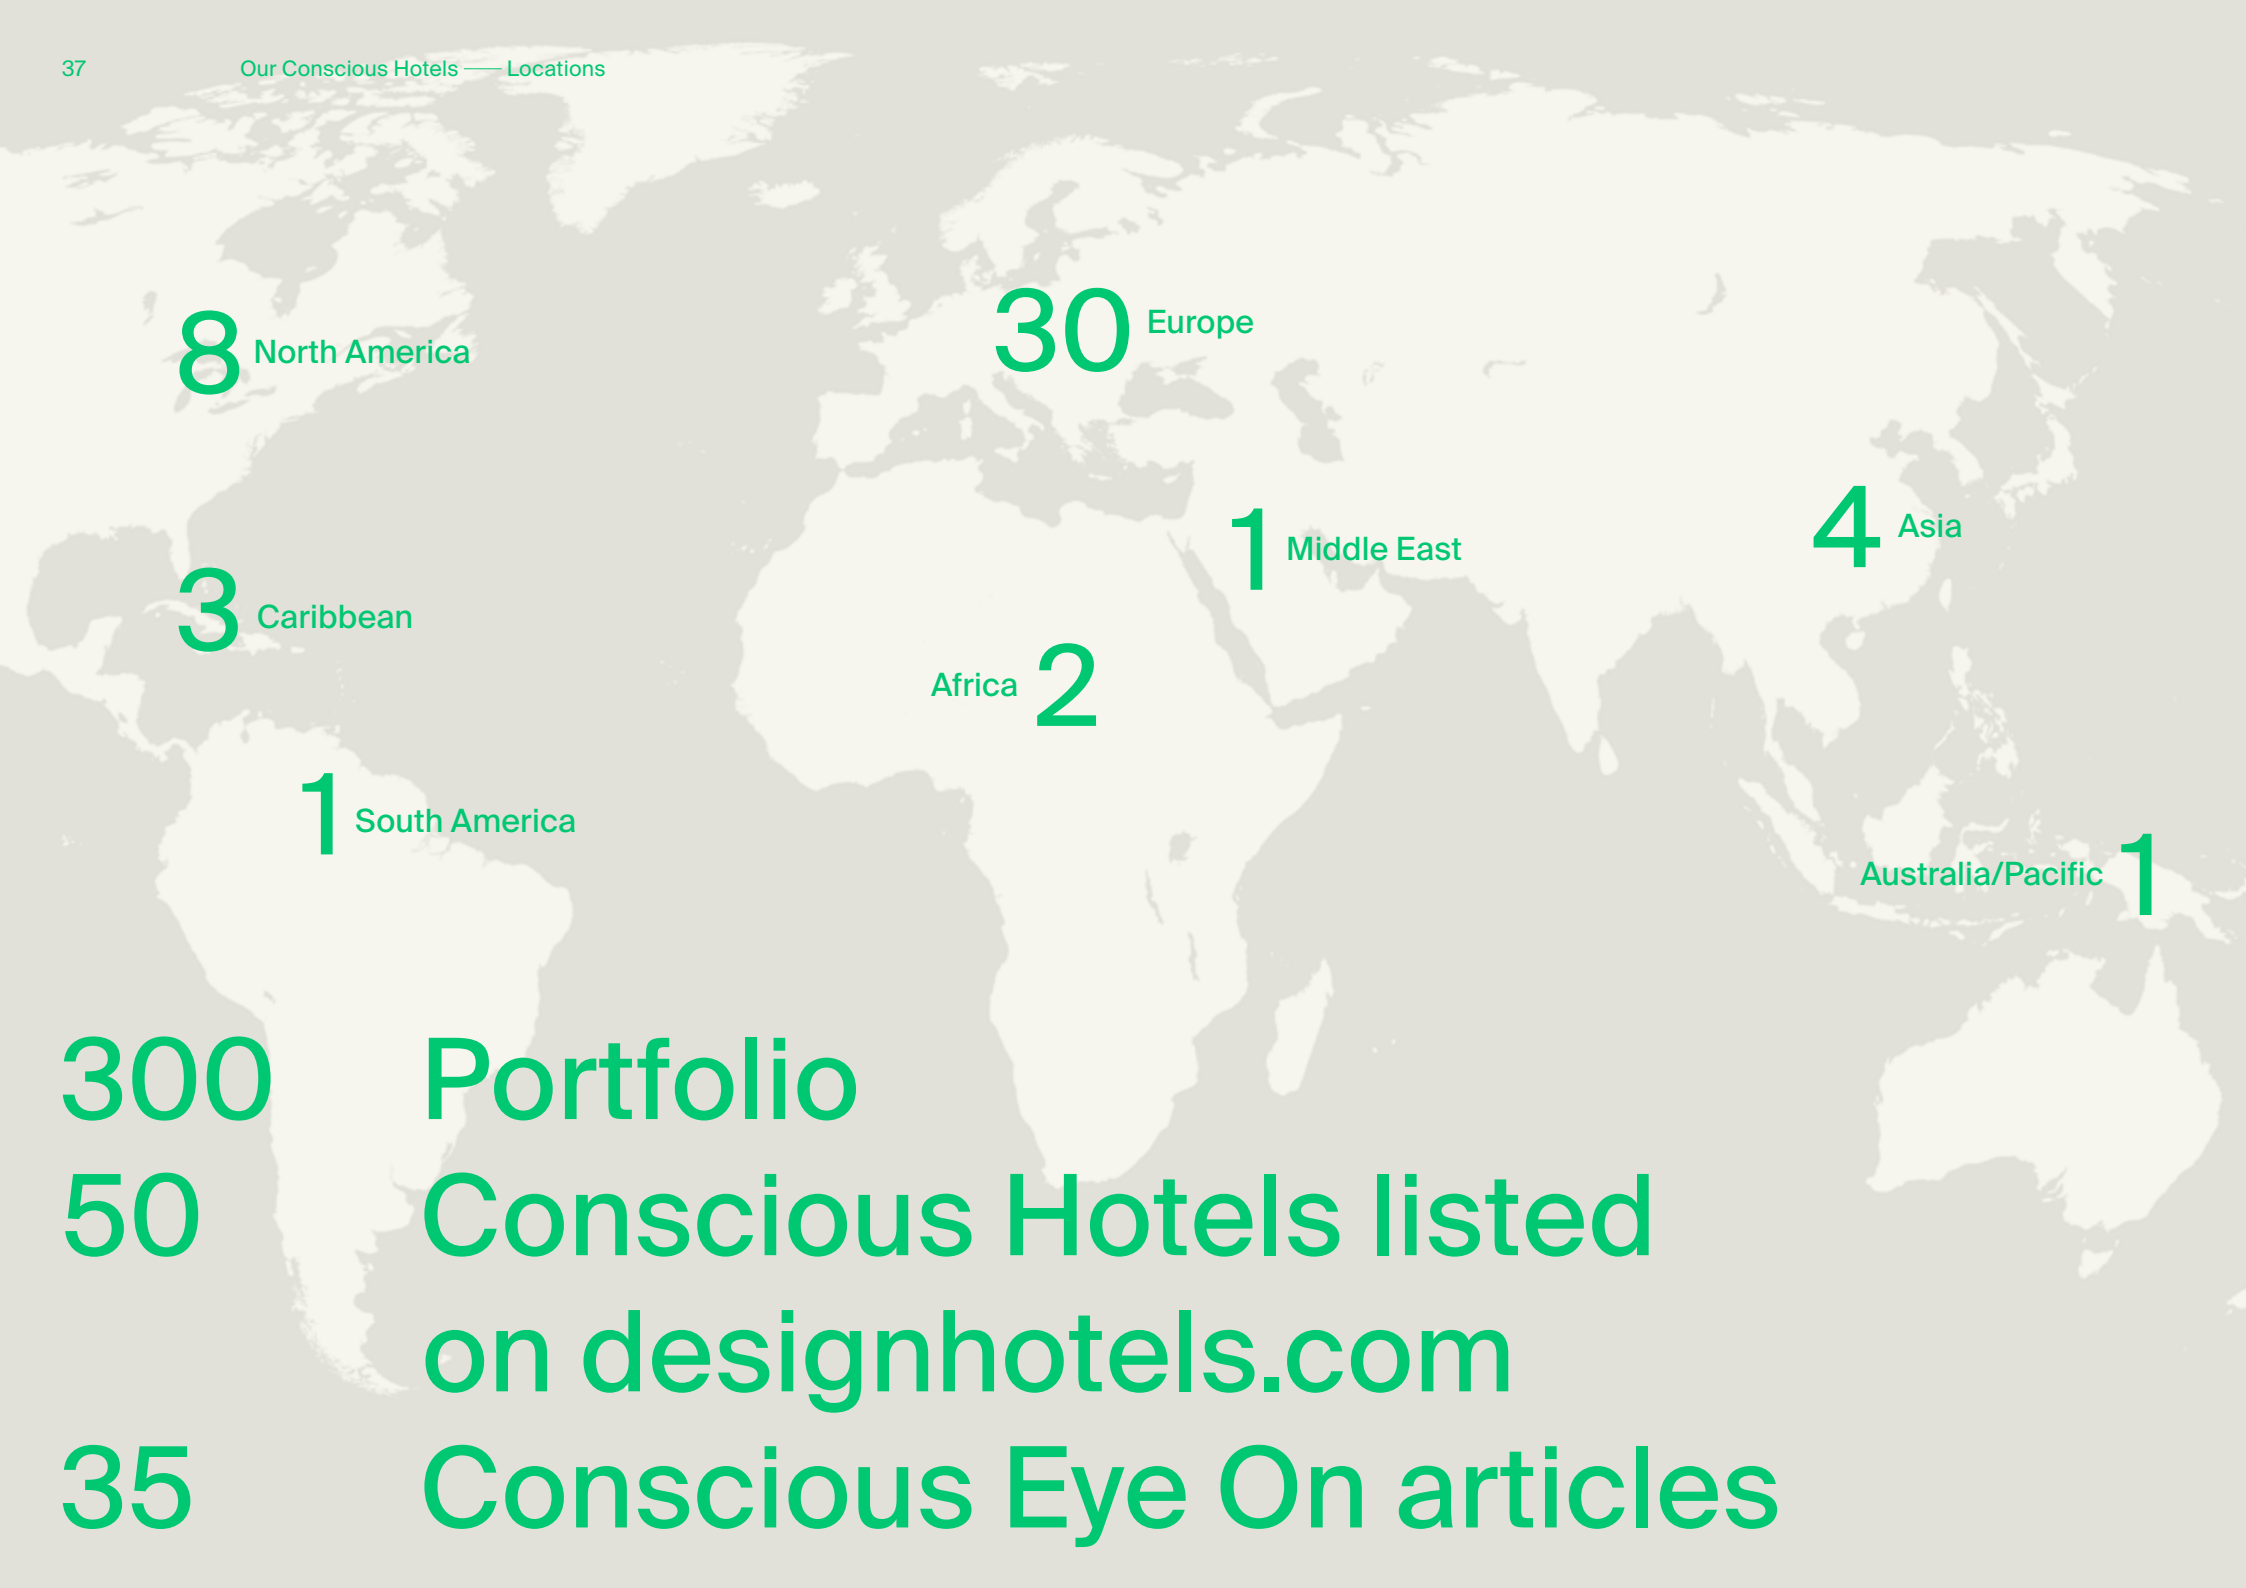 37
Our Conscious Hotels — Locations
8 North America
30 Europe
4 Asia
1 Middle East
3 Caribbean
Africa 2
1 South America
Australia/Pacific 1
300 Portfolio
50 Conscious Hotels listed
on designhotels.com
35 Conscious Eye On articles